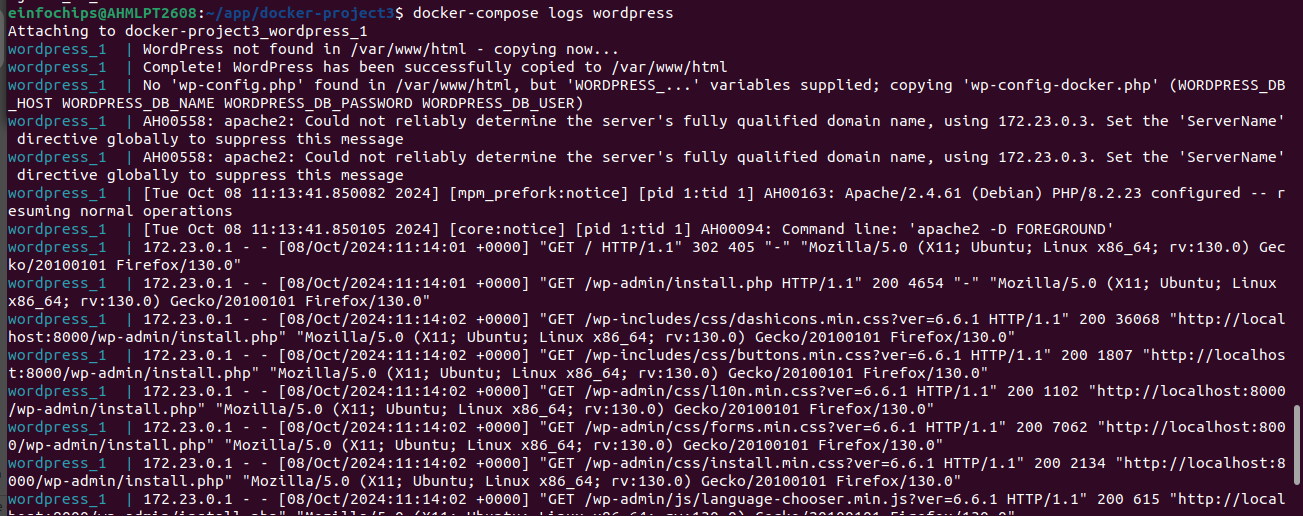 einfochips@AHMLPT2608:~/app/docker-project3$ docker-compose logs wordpress
Attaching to docker-project3_wordpress_1
wordpress_1  | WordPress not found in /var/www/html - copying now...
wordpress_1  | Complete! WordPress has been successfully copied to /var/www/html
wordpress_1  | No 'wp-config.php' found in /var/www/html, but 'WORDPRESS_...' variables supplied; copying 'wp-config-docker.php' (WORDPRESS_DB
_HOST WORDPRESS_DB_NAME WORDPRESS_DB_PASSWORD WORDPRESS_DB_USER)
wordpress_1  | AH00558: apache2: Could not reliably determine the server's fully qualified domain name, using 172.23.0.3. Set the 'ServerName'
 directive globally to suppress this message
wordpress_1  | AH00558: apache2: Could not reliably determine the server's fully qualified domain name, using 172.23.0.3. Set the 'ServerName'
 directive globally to suppress this message
wordpress_1  | [Tue Oct 08 11:13:41.850082 2024] [mpm_prefork:notice] [pid 1:tid 1] AH00163: Apache/2.4.61 (Debian) PHP/8.2.23 configured -- r
esuming normal operations
wordpress_1  | [Tue Oct 08 11:13:41.850105 2024] [core:notice] [pid 1:tid 1] AH00094: Command line: 'apache2 -D FOREGROUND'
wordpress_1  | 172.23.0.1 - - [08/Oct/2024:11:14:01 +0000] "GET / HTTP/1.1" 302 405 "-" "Mozilla/5.0 (X11; Ubuntu; Linux x86_64; rv:130.0) Gec
ko/20100101 Firefox/130.0"
wordpress_1  | 172.23.0.1 - - [08/Oct/2024:11:14:01 +0000] "GET /wp-admin/install.php HTTP/1.1" 200 4654 "-" "Mozilla/5.0 (X11; Ubuntu; Linux 
x86_64; rv:130.0) Gecko/20100101 Firefox/130.0"
wordpress_1  | 172.23.0.1 - - [08/Oct/2024:11:14:02 +0000] "GET /wp-includes/css/dashicons.min.css?ver=6.6.1 HTTP/1.1" 200 36068 "http://local
host:8000/wp-admin/install.php" "Mozilla/5.0 (X11; Ubuntu; Linux x86_64; rv:130.0) Gecko/20100101 Firefox/130.0"
wordpress_1  | 172.23.0.1 - - [08/Oct/2024:11:14:02 +0000] "GET /wp-includes/css/buttons.min.css?ver=6.6.1 HTTP/1.1" 200 1807 "http://localhos
t:8000/wp-admin/install.php" "Mozilla/5.0 (X11; Ubuntu; Linux x86_64; rv:130.0) Gecko/20100101 Firefox/130.0"
wordpress_1  | 172.23.0.1 - - [08/Oct/2024:11:14:02 +0000] "GET /wp-admin/css/l10n.min.css?ver=6.6.1 HTTP/1.1" 200 1102 "http://localhost:8000
/wp-admin/install.php" "Mozilla/5.0 (X11; Ubuntu; Linux x86_64; rv:130.0) Gecko/20100101 Firefox/130.0"
wordpress_1  | 172.23.0.1 - - [08/Oct/2024:11:14:02 +0000] "GET /wp-admin/css/forms.min.css?ver=6.6.1 HTTP/1.1" 200 7062 "http://localhost:800
0/wp-admin/install.php" "Mozilla/5.0 (X11; Ubuntu; Linux x86_64; rv:130.0) Gecko/20100101 Firefox/130.0"
wordpress_1  | 172.23.0.1 - - [08/Oct/2024:11:14:02 +0000] "GET /wp-admin/css/install.min.css?ver=6.6.1 HTTP/1.1" 200 2134 "http://localhost:8
000/wp-admin/install.php" "Mozilla/5.0 (X11; Ubuntu; Linux x86_64; rv:130.0) Gecko/20100101 Firefox/130.0"
wordpress_1  | 172.23.0.1 - - [08/Oct/2024:11:14:02 +0000] "GET /wp-admin/js/language-chooser.min.js?ver=6.6.1 HTTP/1.1" 200 615 "http://local